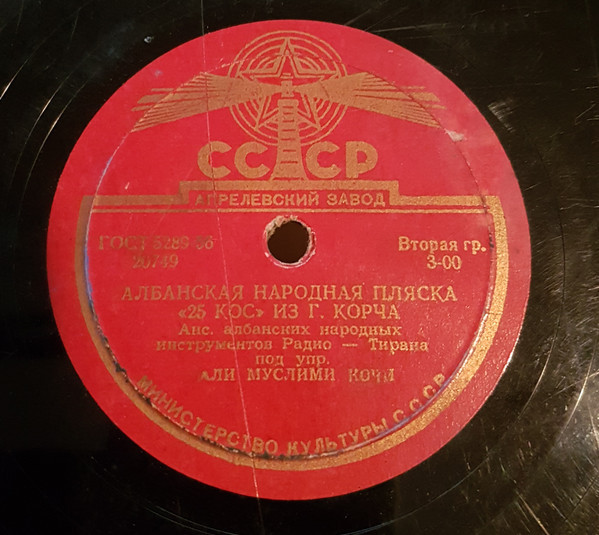 СССР
АПРЕЛЕВСКИЙ ЗАВОД
ГОСТ 5289-56
20749
Вторая гр.
3-00
АЛБАНСКАЯ НАРОДНАЯ ПЛЯСКА
«25 КОС» ИЗ Г. КОРЧА
Анс. албанских народных
инструментов Радио — Тирана
под упр.
АЛИ МУСЛИМИ КОЧИ
МИНИСТЕРСТВО КУЛЬТУРЫ СССР